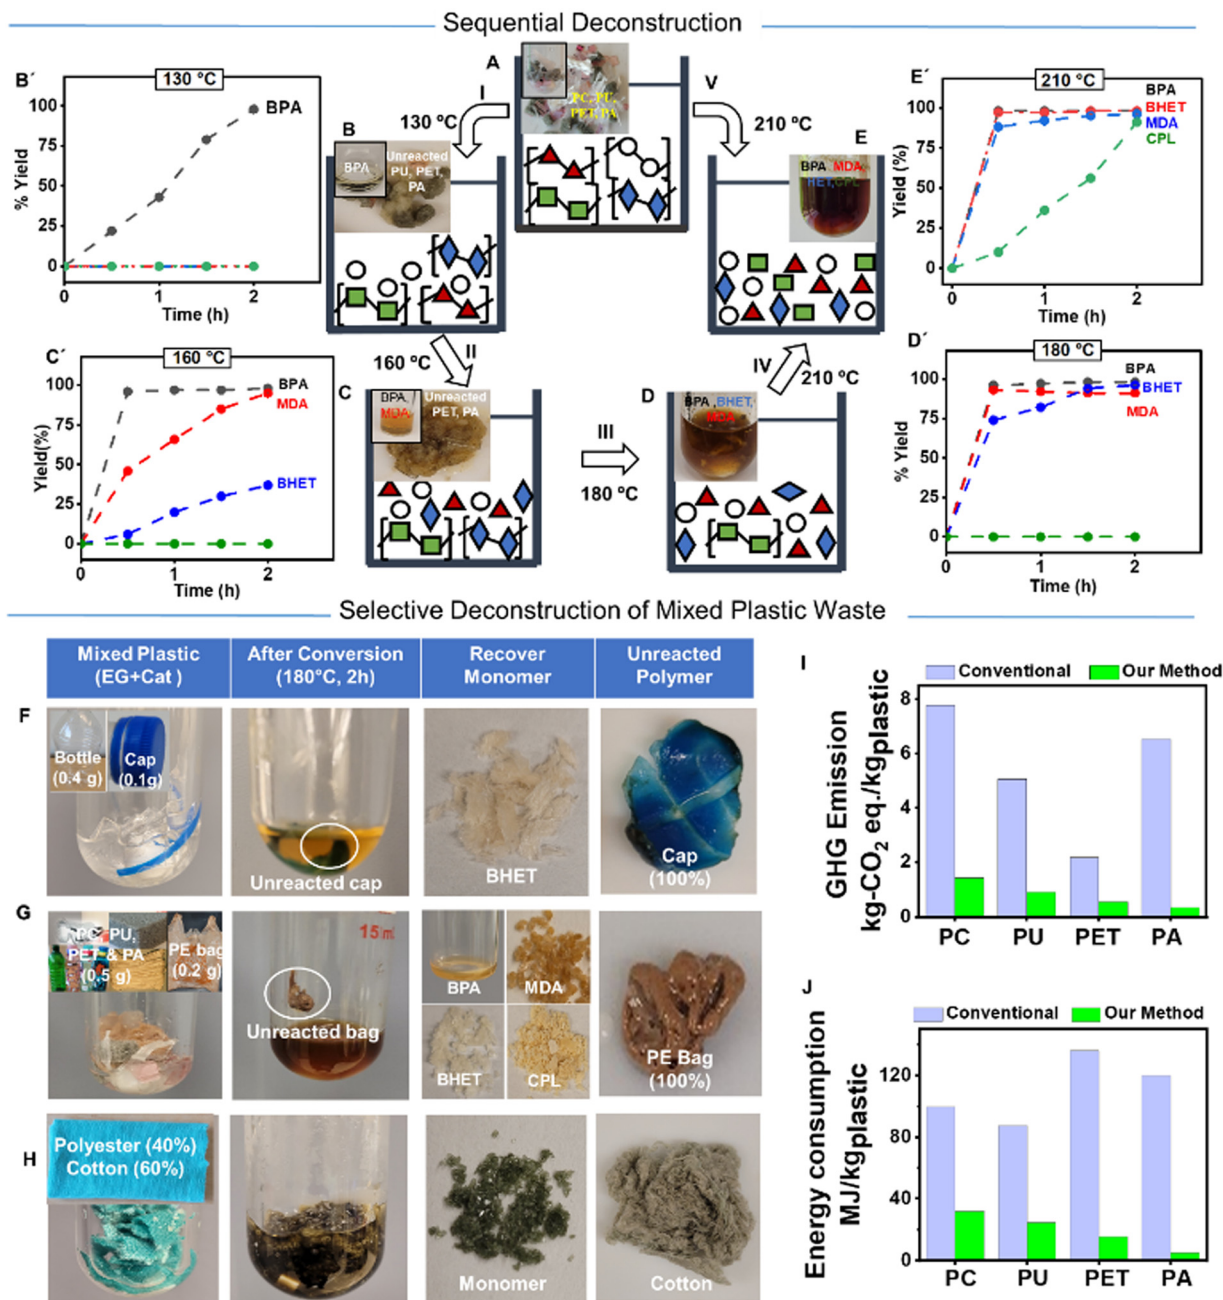 Sequential Deconstruction
A
PC, PU,
PET, PA
I
130 ºC
V
210 ºC
B´
130 °C
BPA
% Yield
100
75
50
25
0
0
1
2
Time (h)
B
BPA
Unreacted
PU, PET,
PA
E
BPA MDA,
HET,CPL
E´
210 °C
BPA
BHET
MDA
CPL
Yield (%)
100
75
50
25
0
0
1
2
Time (h)
160 ºC
II
IV
210 ºC
C´
160 °C
BPA
MDA
BHET
Yield(%)
100
75
50
25
0
0
1
2
Time (h)
C
BPA,
MDA
Unreacted
PET, PA
III
180 ºC
D
BPA ,BHET,
MDA
D´
180 °C
BPA
BHET
MDA
% Yield
100
75
50
25
0
0
1
2
Time (h)
Selective Deconstruction of Mixed Plastic Waste
Mixed Plastic
(EG+Cat )
After Conversion
(180°C, 2h)
Recover
Monomer
Unreacted
Polymer
F
Bottle
(0.4 g)
Cap
(0.1g)
Unreacted cap
BHET
Cap
(100%)
G
PC, PU,
PET & PA
(0.5 g)
PE bag
(0.2 g)
15 mL
Unreacted bag
BPA
MDA
BHET
CPL
PE Bag
(100%)
H
Polyester (40%)
Cotton (60%)
Monomer
Cotton
I
Conventional
Our Method
GHG Emission
kg-CO₂ eq./kgplastic
8
6
4
2
0
PC
PU
PET
PA
J
Conventional
Our Method
Energy consumption
MJ/kgplastic
120
80
40
0
PC
PU
PET
PA